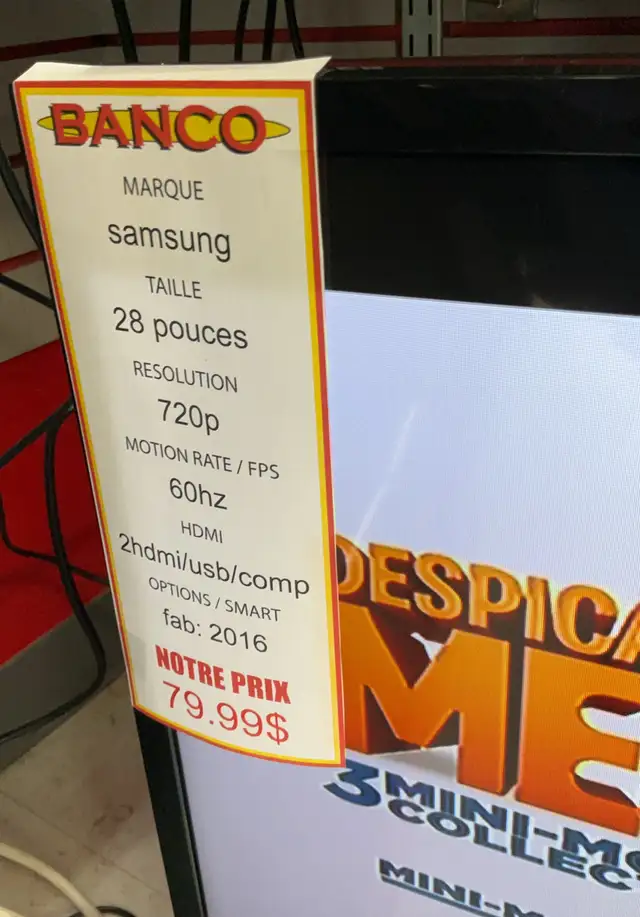 BANCO
MARQUE
samsung
TAILLE
28 pouces
RESOLUTION
720p
MOTION RATE / FPS
60hz
HDMI
2hdmi/usb/comp
OPTIONS / SMART
fab: 2016
NOTRE PRIX
79.99$
DESPICA
ME
3 MINI-MO
COLLEC
MINI-M